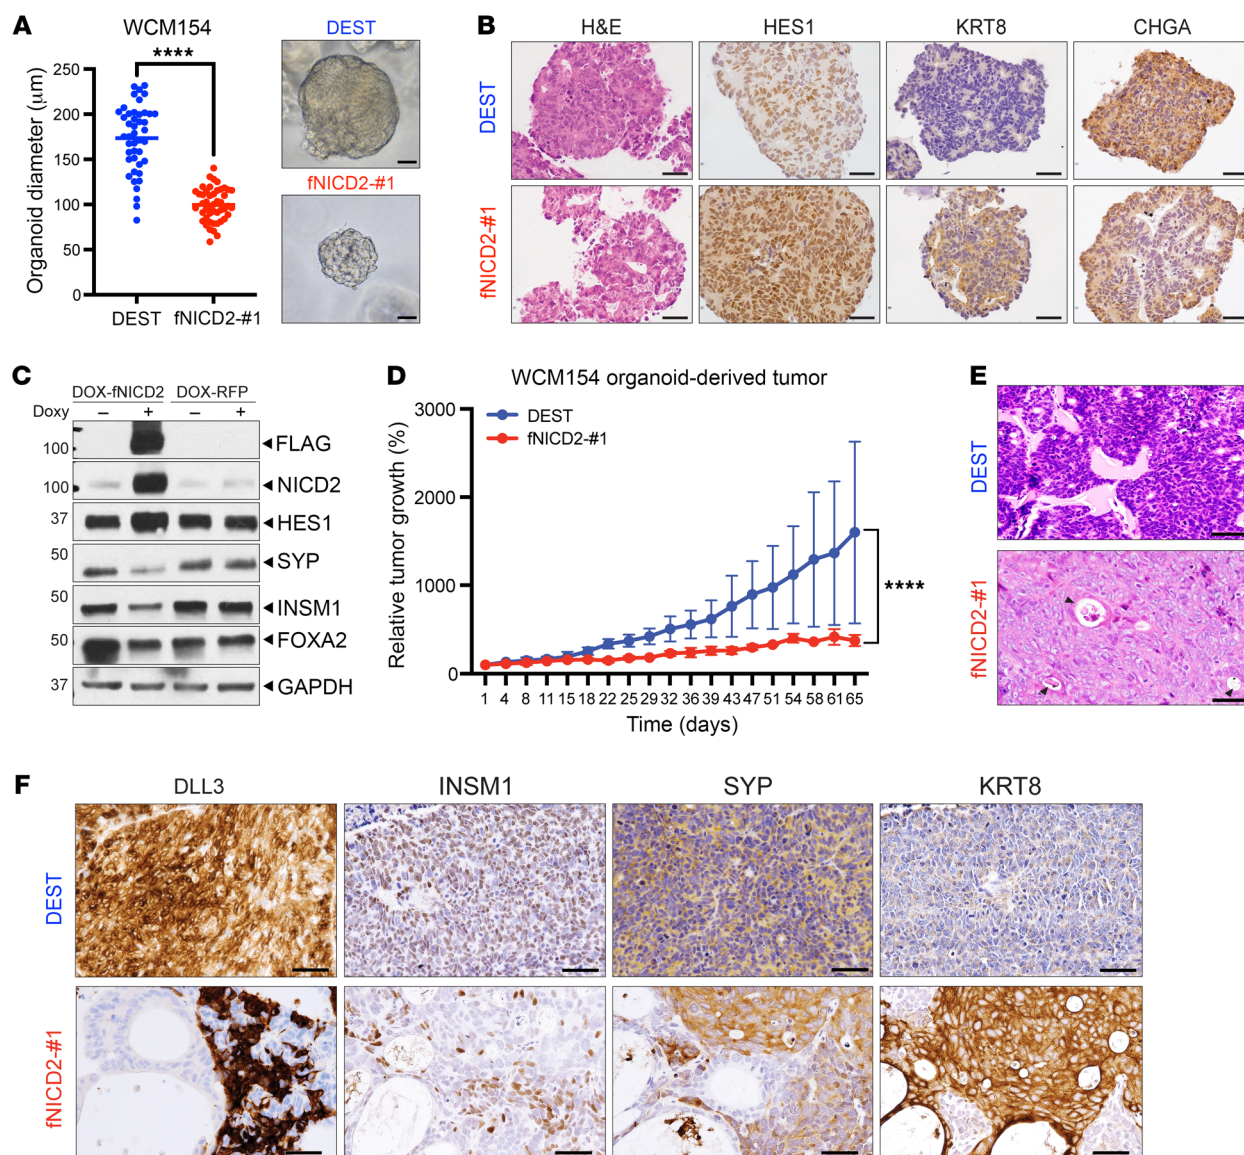 A
WCM154
****
Organoid diameter (µm)
250
200
150
100
50
0
DEST
fNICD2-#1
DEST
fNICD2-#1
B
H&E
HES1
KRT8
CHGA
DEST
fNICD2-#1
C
DOX-fNICD2
DOX-RFP
Doxy
–
+
–
+
100
FLAG
100
NICD2
37
HES1
50
SYP
50
INSM1
50
FOXA2
37
GAPDH
D
WCM154 organoid-derived tumor
DEST
fNICD2-#1
Relative tumor growth (%)
3000
2000
1000
0
****
1 4 8 11 15 18 22 25 29 32 36 39 43 47 51 54 58 61 65
Time (days)
E
DEST
fNICD2-#1
F
DLL3
INSM1
SYP
KRT8
DEST
fNICD2-#1